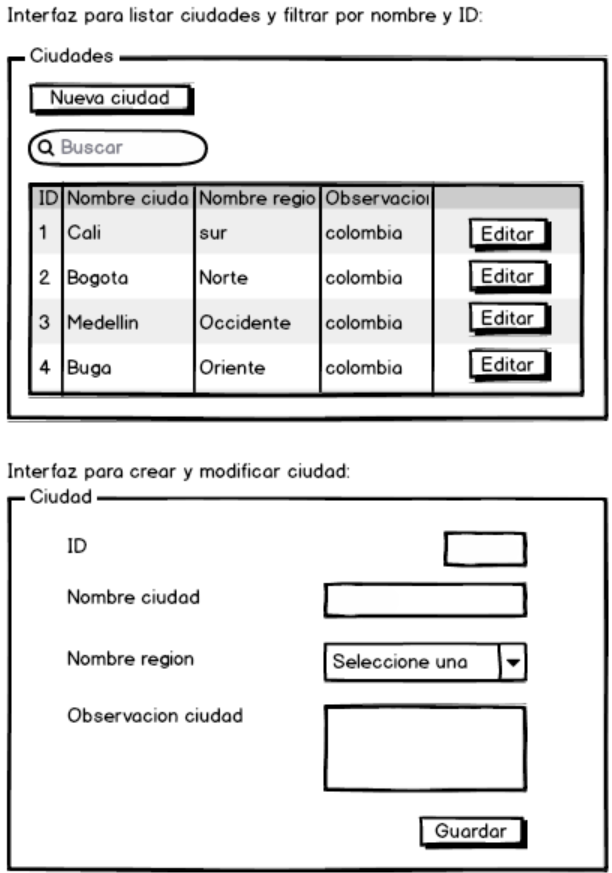 Interfaz para listar ciudades y filtrar por nombre y ID:
Ciudades
Nueva ciudad
Buscar
ID Nombre ciuda Nombre regio Observacion
1 Cali sur colombia Editar
2 Bogota Norte colombia Editar
3 Medellin Occidente colombia Editar
4 Buga Oriente colombia Editar
Interfaz para crear y modificar ciudad:
Ciudad
ID
Nombre ciudad
Nombre region Seleccione una
Observacion ciudad
Guardar